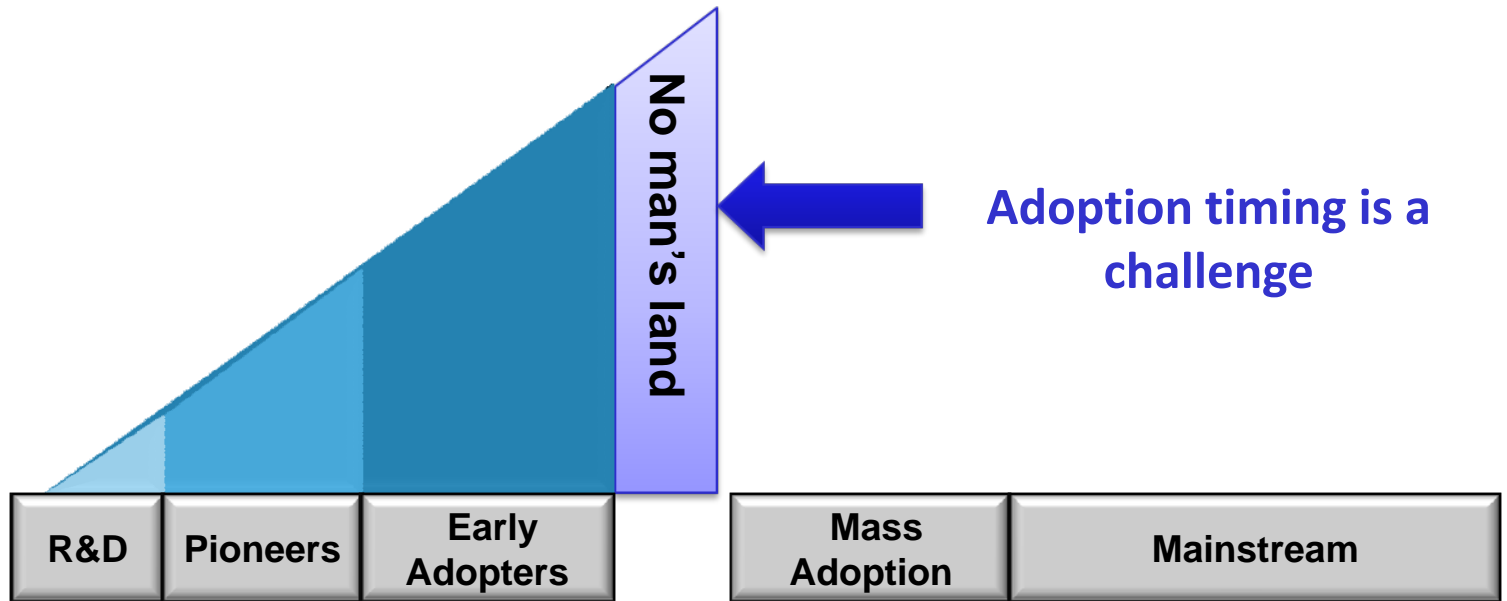 No man’s land
Adoption timing is a
challenge
R&D
Pioneers
Early
Adopters
Mass
Adoption
Mainstream